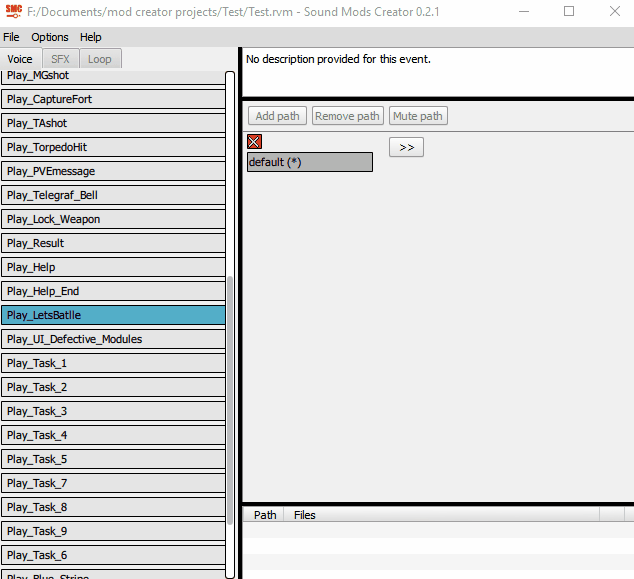 SMC F:/Documents/mod creator projects/Test/Test.rvm - Sound Mods Creator 0.2.1
File Options Help
Voice SFX Loop
Play_MGshot
Play_CaptureFort
Play_TAshot
Play_TorpedoHit
Play_PVEmessage
Play_Telegraf_Bell
Play_Lock_Weapon
Play_Result
Play_Help
Play_Help_End
Play_LetsBatlle
Play_UI_Defective_Modules
Play_Task_1
Play_Task_2
Play_Task_3
Play_Task_4
Play_Task_5
Play_Task_7
Play_Task_8
Play_Task_9
Play_Task_6
Play_Blue_Stripe
No description provided for this event.
Add path Remove path Mute path
default (*)
>>
Path Files